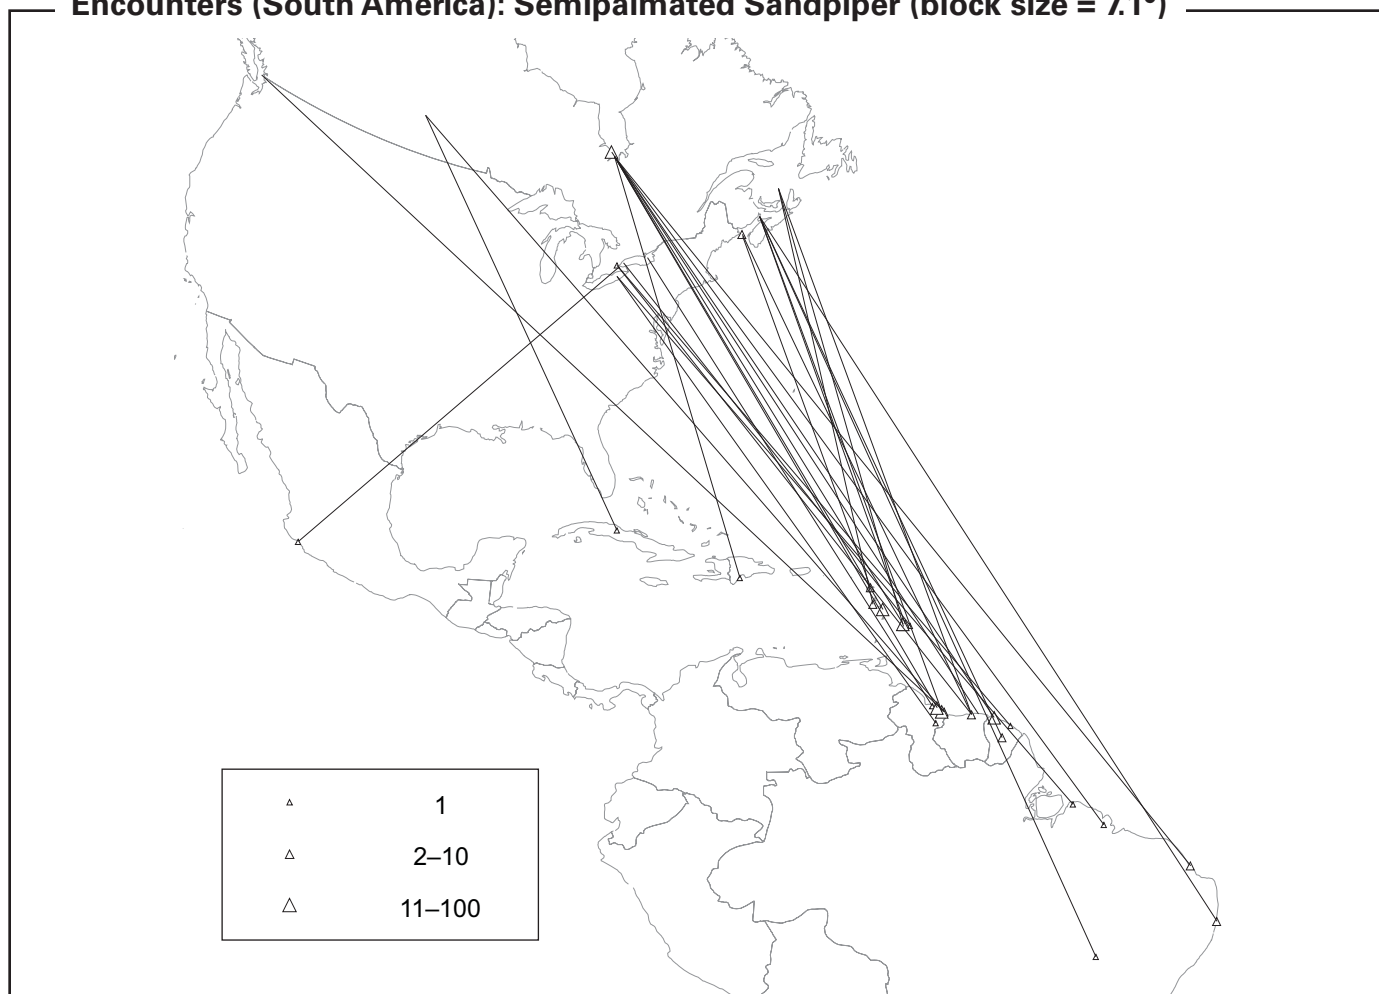 Encounters (South America): Semipalmated Sandpiper (block size = 7.1°)
1
2–10
11–100